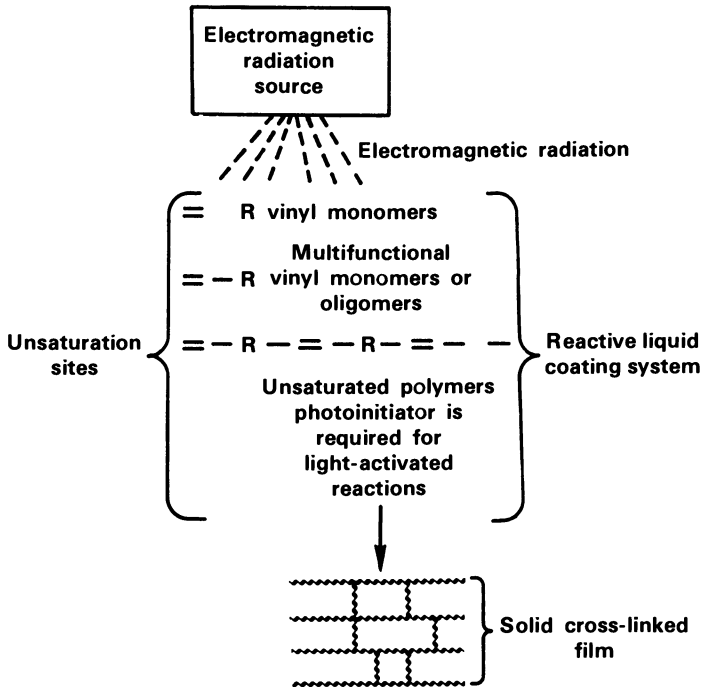 Electromagnetic
radiation
source
Electromagnetic radiation
= R vinyl monomers
Multifunctional
= – R vinyl monomers or
oligomers
Unsaturation
sites
= – R – = – R – = – –
Reactive liquid
coating system
Unsaturated polymers
photoinitiator is
required for
light-activated
reactions
Solid cross-linked
film